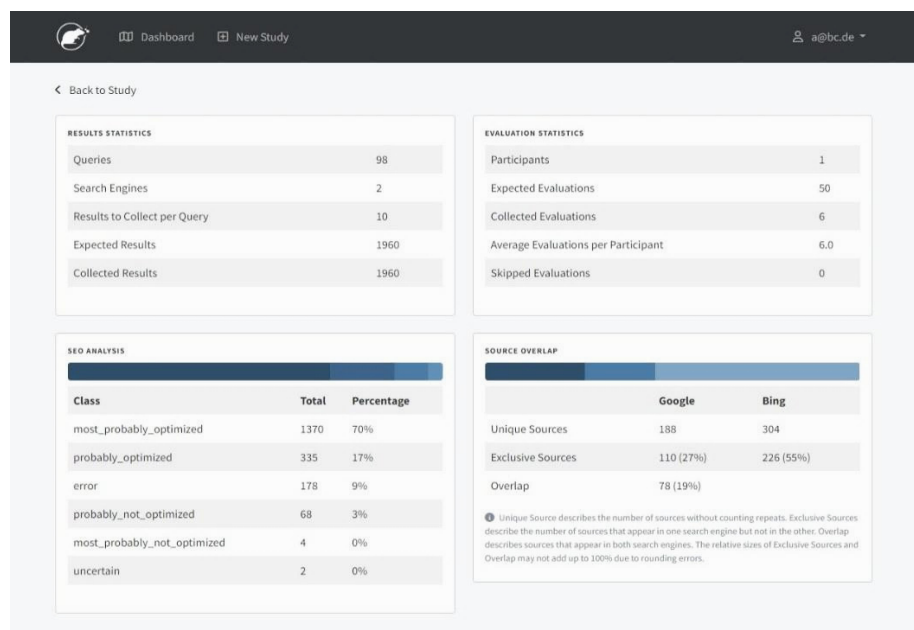 Dashboard
New Study
a@bc.de
Back to Study
RESULTS STATISTICS
Queries 98
Search Engines 2
Results to Collect per Query 10
Expected Results 1960
Collected Results 1960
EVALUATION STATISTICS
Participants 1
Expected Evaluations 50
Collected Evaluations 6
Average Evaluations per Participant 6.0
Skipped Evaluations 0
SEO ANALYSIS
Class Total Percentage
most_probably_optimized 1370 70%
probably_optimized 335 17%
error 178 9%
probably_not_optimized 68 3%
most_probably_not_optimized 4 0%
uncertain 2 0%
SOURCE OVERLAP
Google Bing
Unique Sources 188 304
Exclusive Sources 110 (27%) 226 (55%)
Overlap 78 (19%)
Unique Source describes the number of sources without counting repeats. Exclusive Sources
describe the number of sources that appear in one search engine but not in the other. Overlap
describes sources that appear in both search engines. The relative sizes of Exclusive Sources and
Overlap may not add up to 100% due to rounding errors.